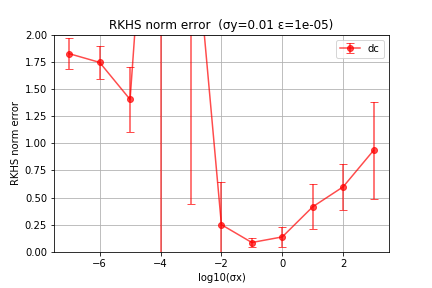 RKHS norm error  (σy=0.01 ε=1e-05)
dc
RKHS norm error
2.00
1.75
1.50
1.25
1.00
0.75
0.50
0.25
0.00
−6 −4 −2 0 2
log10(σx)